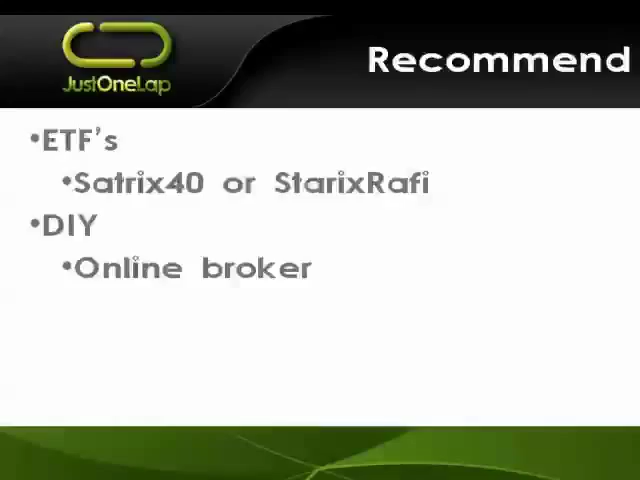 JustOneLap
Recommend
•ETF's
•Satrix40 or StarixRafi
•DIY
•Online broker